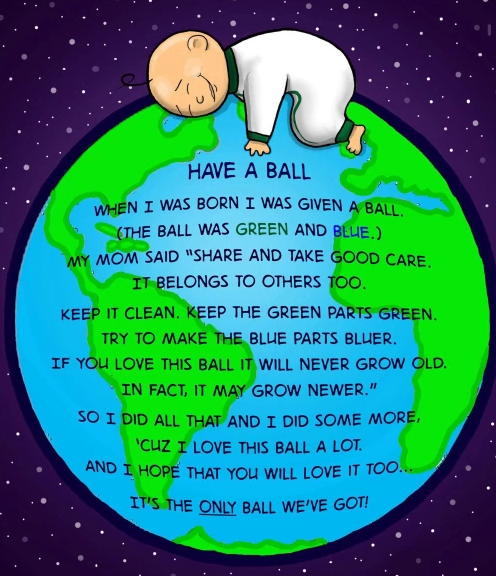 HAVE A BALL
WHEN I WAS BORN I WAS GIVEN A BALL.
(THE BALL WAS GREEN AND BLUE.)
MY MOM SAID "SHARE AND TAKE GOOD CARE.
IT BELONGS TO OTHERS TOO.
KEEP IT CLEAN. KEEP THE GREEN PARTS GREEN.
TRY TO MAKE THE BLUE PARTS BLUER.
IF YOU LOVE THIS BALL IT WILL NEVER GROW OLD.
IN FACT, IT MAY GROW NEWER."
SO I DID ALL THAT AND I DID SOME MORE,
'CUZ I LOVE THIS BALL A LOT.
AND I HOPE THAT YOU WILL LOVE IT TOO...
IT'S THE ONLY BALL WE'VE GOT!